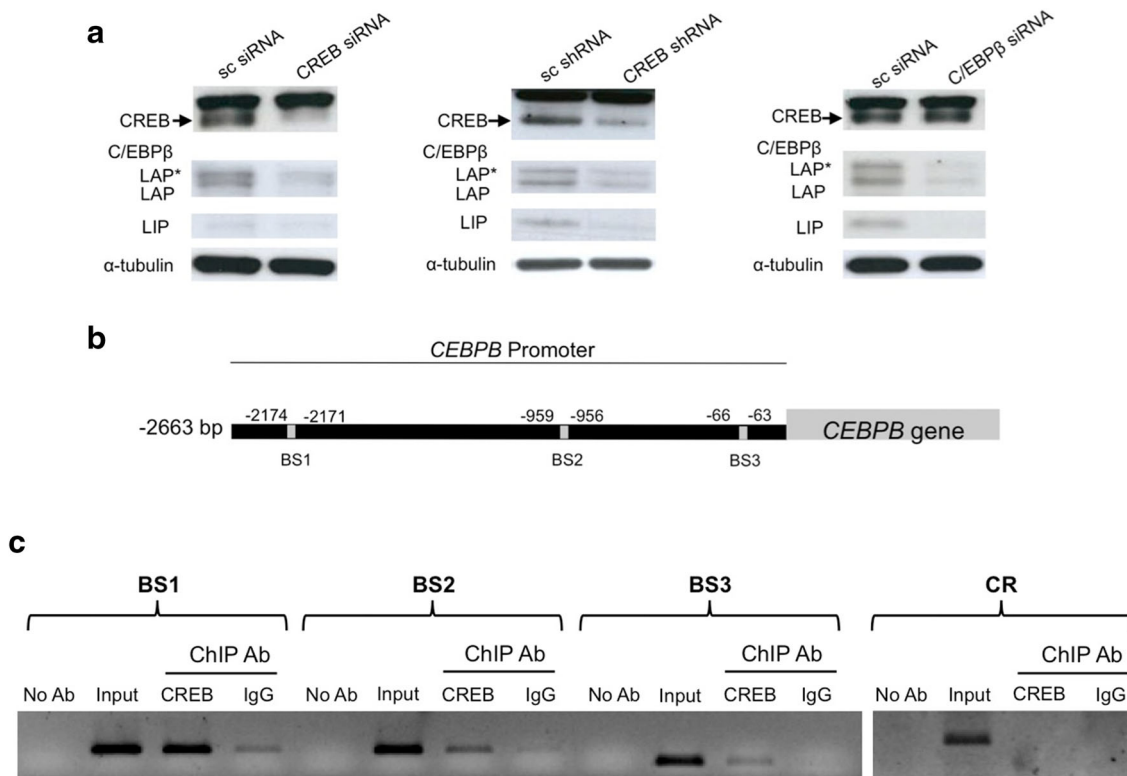 a
sc siRNA CREB siRNA
CREB
C/EBPβ
LAP*
LAP
LIP
α-tubulin
sc shRNA CREB shRNA
CREB
C/EBPβ
LAP*
LAP
LIP
α-tubulin
sc siRNA C/EBPβ siRNA
CREB
C/EBPβ
LAP*
LAP
LIP
α-tubulin
b
CEBPB Promoter
-2174 -2171 -959 -956 -66 -63
-2663 bp CEBPB gene
BS1 BS2 BS3
c
BS1 BS2 BS3 CR
ChIP Ab ChIP Ab ChIP Ab ChIP Ab
No Ab Input CREB IgG No Ab Input CREB IgG No Ab Input CREB IgG No Ab Input CREB IgG